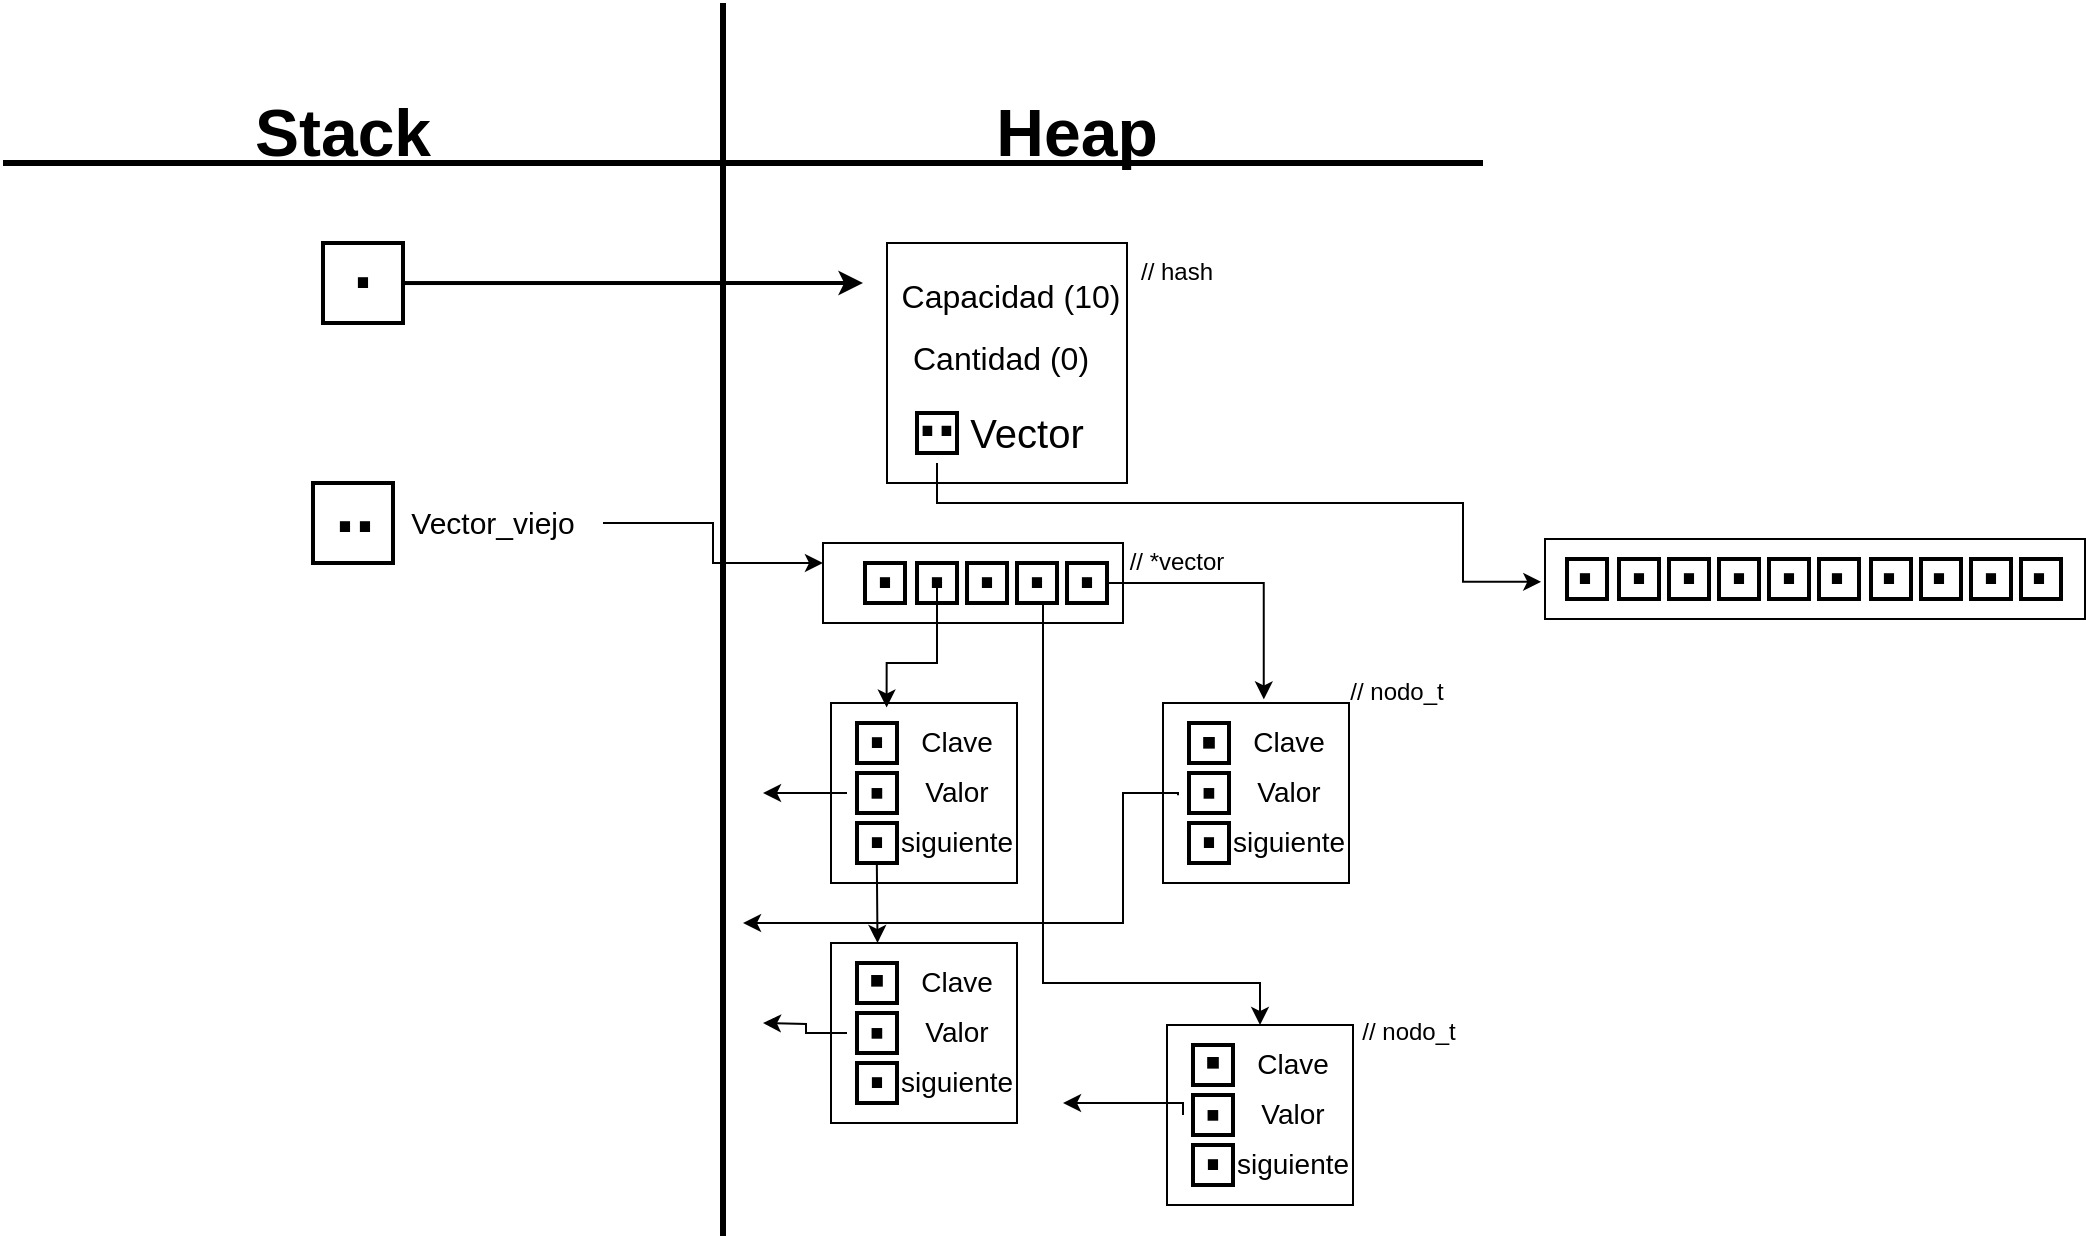 Stack
Heap
// hash
Capacidad (10)
Cantidad (0)
Vector
Vector_viejo
// *vector
// nodo_t
Clave
Valor
siguiente
Clave
Valor
siguiente
Clave
Valor
siguiente
// nodo_t
Clave
Valor
siguiente